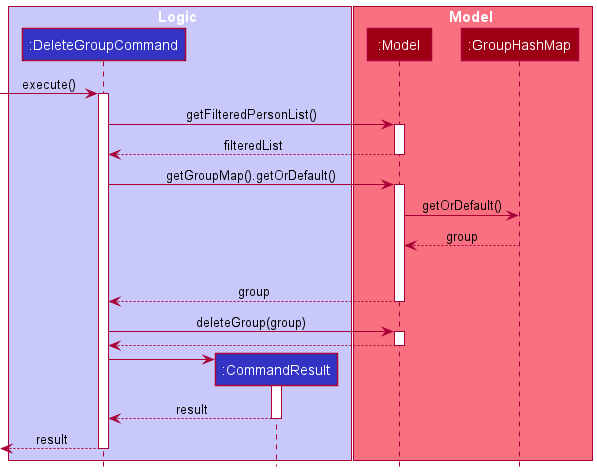 Logic
Model
:DeleteGroupCommand
:Model
:GroupHashMap
execute()
getFilteredPersonList()
filteredList
getGroupMap().getOrDefault()
getOrDefault()
group
group
deleteGroup(group)
:CommandResult
result
result